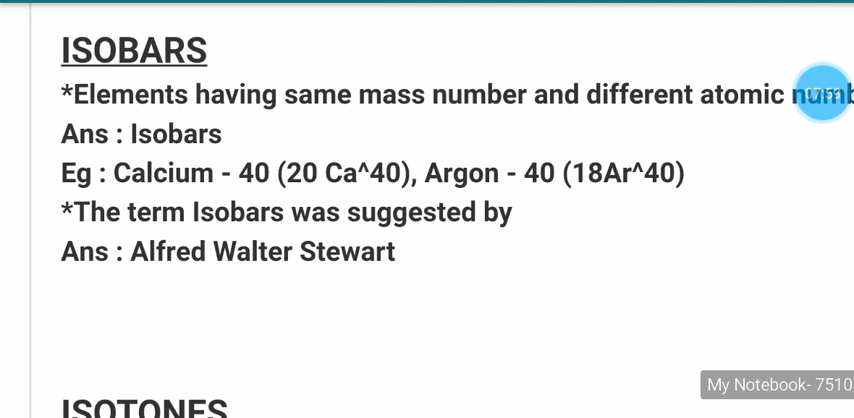 ISOBARS
*Elements having same mass number and different atomic numb
Ans : Isobars
Eg : Calcium - 40 (20 Ca^40), Argon - 40 (18Ar^40)
*The term Isobars was suggested by
Ans : Alfred Walter Stewart
My Notebook- 7510
ISOTONES